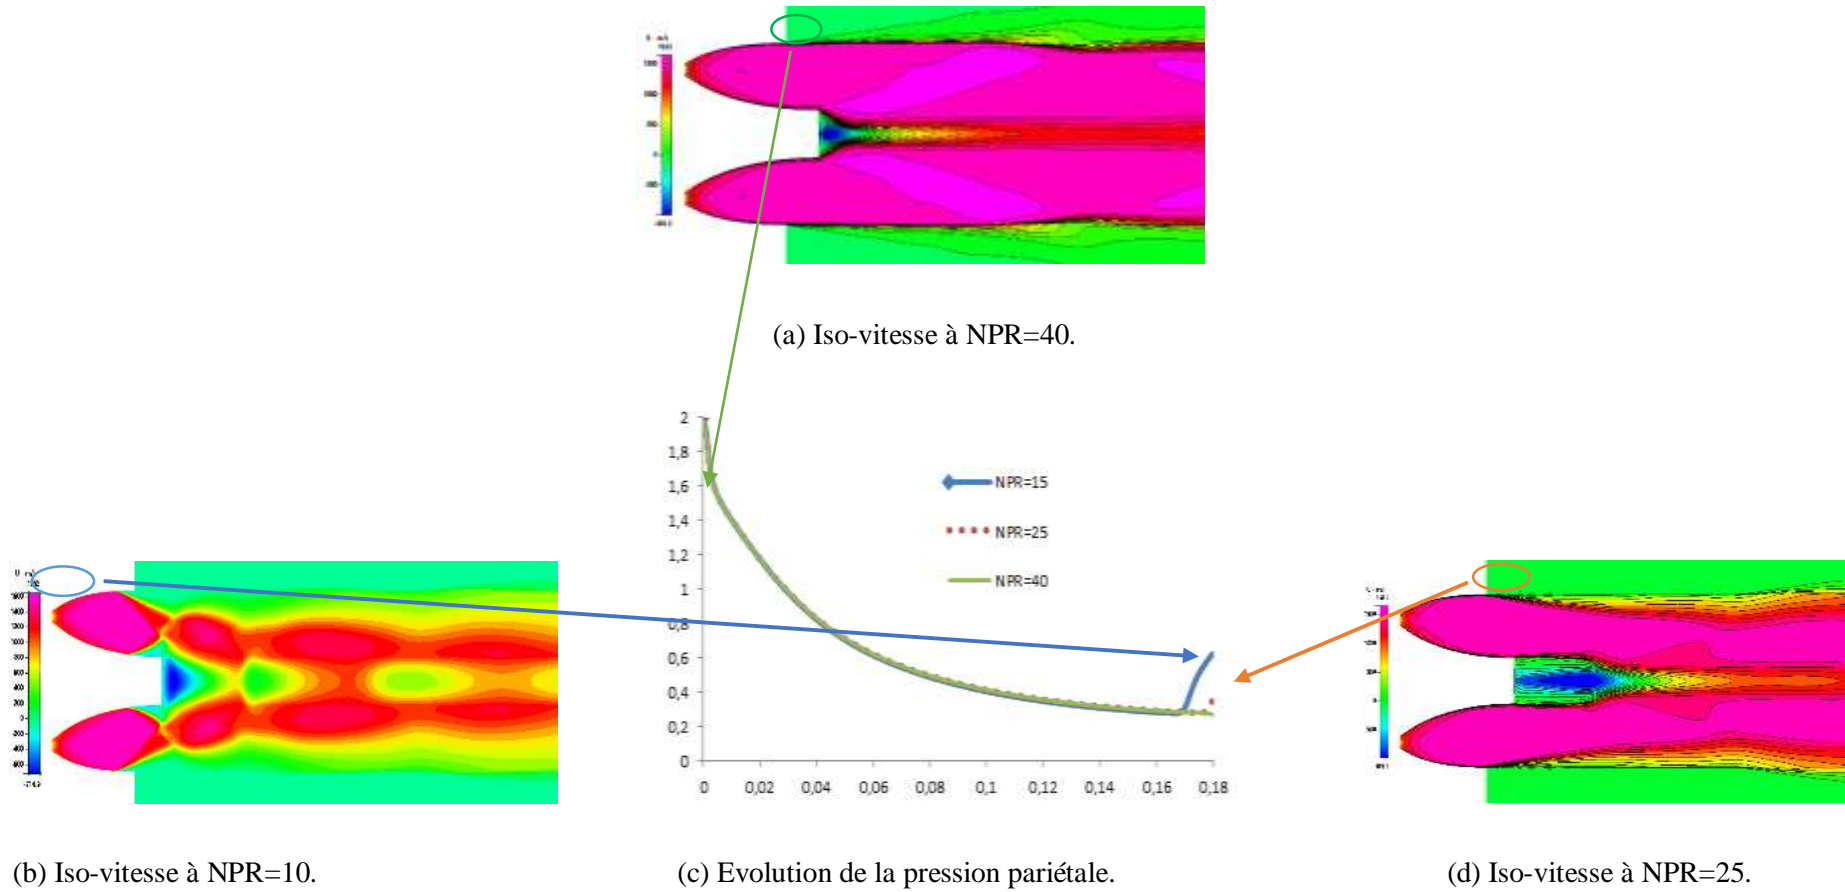 (a) Iso-vitesse à NPR=40.
2
1,8
1,6
1,4
1,2
1
0,8
0,6
0,4
0,2
0
NPR=15
NPR=25
NPR=40
0 0,02 0,04 0,06 0,08 0,1 0,12 0,14 0,16 0,18
(b) Iso-vitesse à NPR=10.
(c) Evolution de la pression pariétale.
(d) Iso-vitesse à NPR=25.